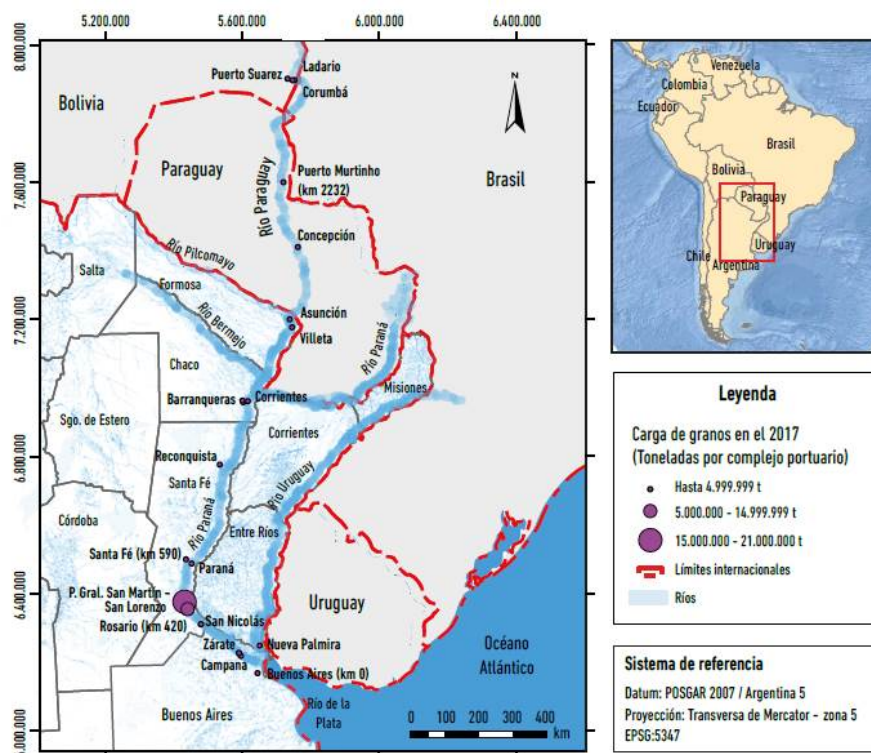 5.200.000
5.600.000
6.000.000
6.400.000
8.000.000
7.600.000
7.200.000
6.800.000
6.400.000
6.000.000
Puerto Suarez
Ladario
Corumbá
Bolivia
Paraguay
Río Paraguay
Puerto Murtinho
(km 2232)
Brasil
Concepción
Río Pilcomayo
Salta
Formosa
Río Bermejo
Asunción
Villeta
Río Paraná
Chaco
Misiones
Barranqueras
Corrientes
Sgo. de Estero
Corrientes
Reconquista
Santa Fé
Río Uruguay
Río Paraná
Córdoba
Entre Ríos
Santa Fé (km 590)
Paraná
P. Gral. San Martín -
San Lorenzo
Rosario (km 420)
San Nicolás
Uruguay
Zárate
Nueva Palmira
Campana
Buenos Aires (km 0)
Océano
Atlántico
Río de la
Plata
Buenos Aires
0 100 200 300 400
km
N
Venezuela
Colombia
Ecuador
Brasil
Bolivia
Paraguay
Chile
Uruguay
Argentina
Leyenda
Carga de granos en el 2017
(Toneladas por complejo portuario)
Hasta 4.999.999 t
5.000.000 - 14.999.999 t
15.000.000 - 21.000.000 t
Límites internacionales
Ríos
Sistema de referencia
Datum: POSGAR 2007 / Argentina 5
Proyección: Transversa de Mercator - zona 5
EPSG:5347